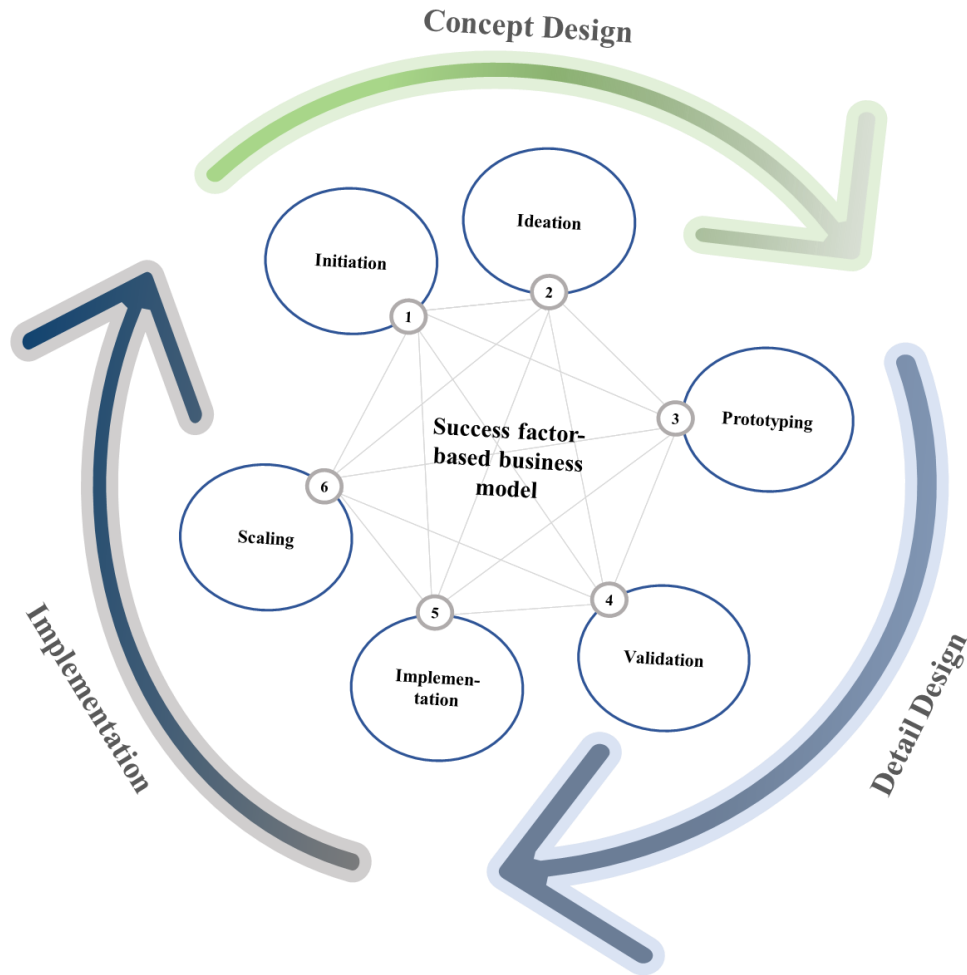 Concept Design
Initiation
1
Ideation
2
3
Prototyping
Success factor-
based business
model
6
Scaling
5
Implemen-
tation
4
Validation
Implementation
Detail Design